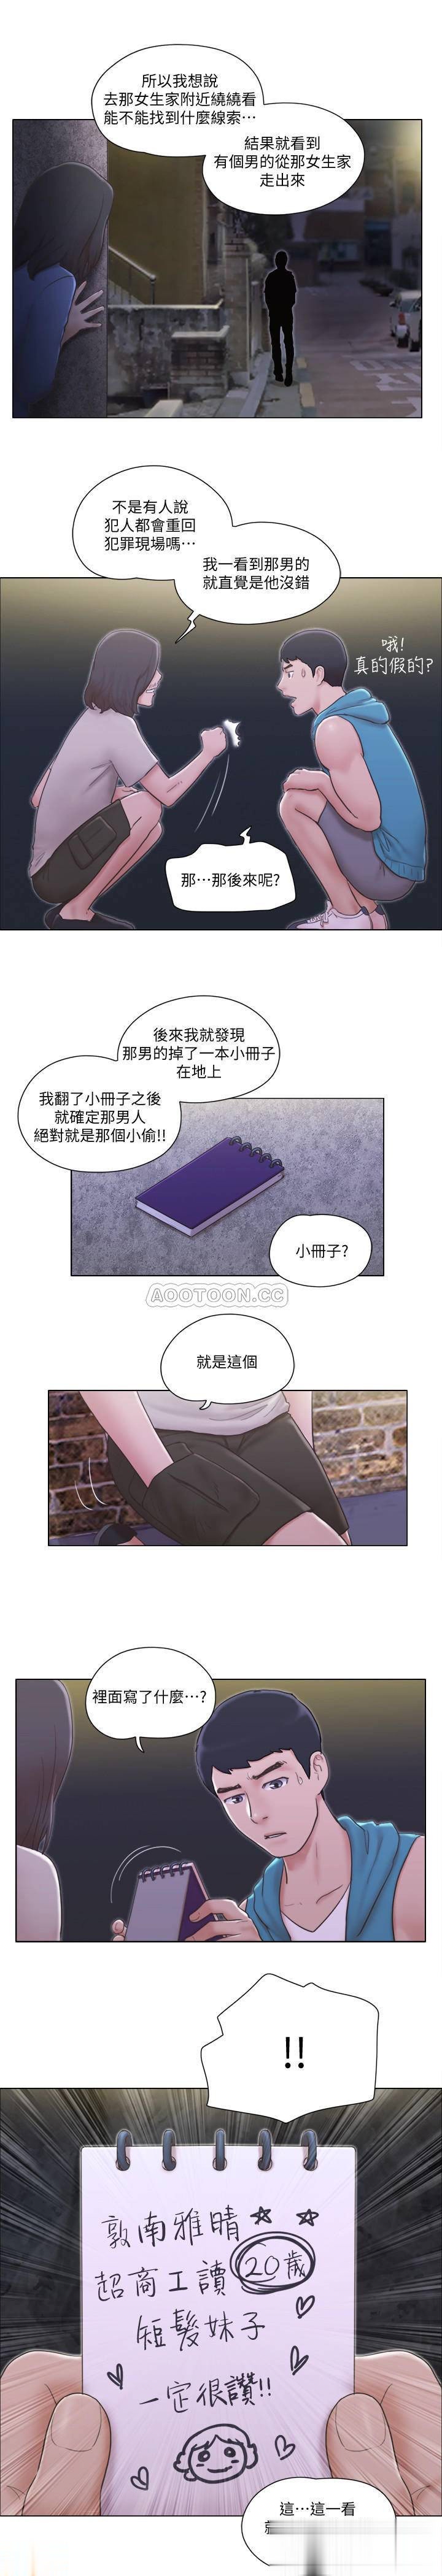 所以我想說
去那女生家附近繞繞看
能不能找到什麼線索…
結果就看到
有個男的從那女生家
走出來
不是有人說
犯人都會重回
犯罪現場嗎…
我一看到那男的
就直覺是他沒錯
哦!
真的假的?
那…那後來呢?
後來我就發現
那男的掉了一本小冊子
在地上
我翻了小冊子之後
就確定那男人
絕對就是那個小偷!!
小冊子?
AOOTOON.CC
就是這個
裡面寫了什麼…?
!!
敦南雅晴☆☆
超商工讀 20歲
短髮妹子
一定很讚!!
這…這一看